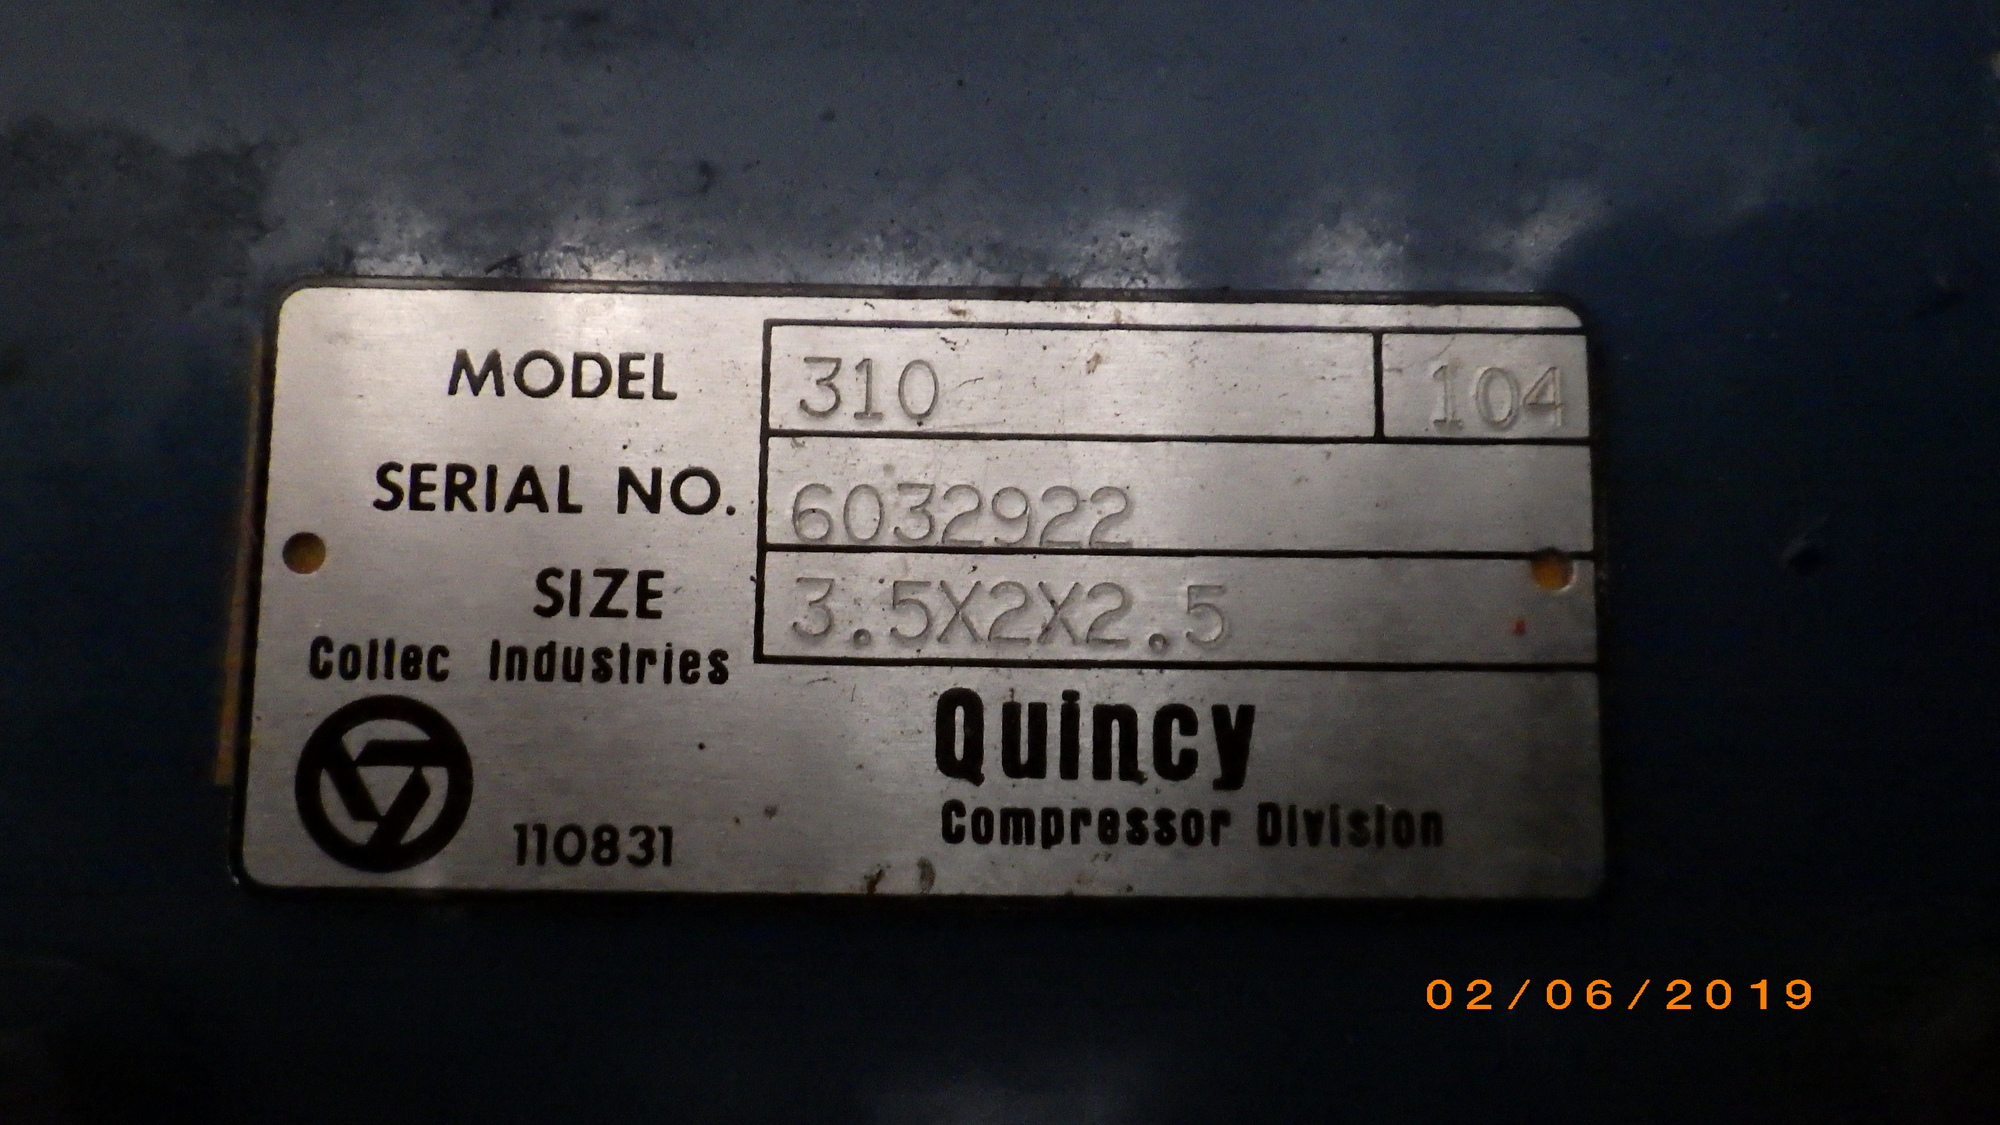 MODEL 310 104
SERIAL NO. 6032922
SIZE 3.5X2X2.5
Coltec Industries
Quincy
Compressor Division
110831
02/06/2019